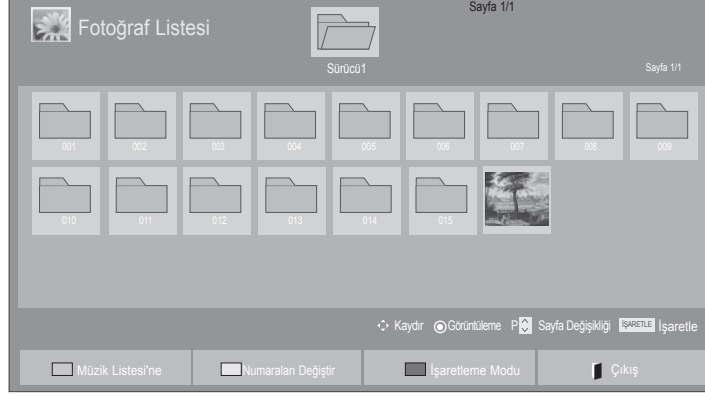 Sayfa 1/1
Fotoğraf Listesi
Sürücü1
Sayfa 1/1
001 002 003 004 005 006 007 008 009
010 011 012 013 014 015
Kaydır Görüntüleme P Sayfa Değişikliği İŞARETLE İşaretle
Müzik Listesi'ne Numaraları Değiştir İşaretleme Modu Çıkış